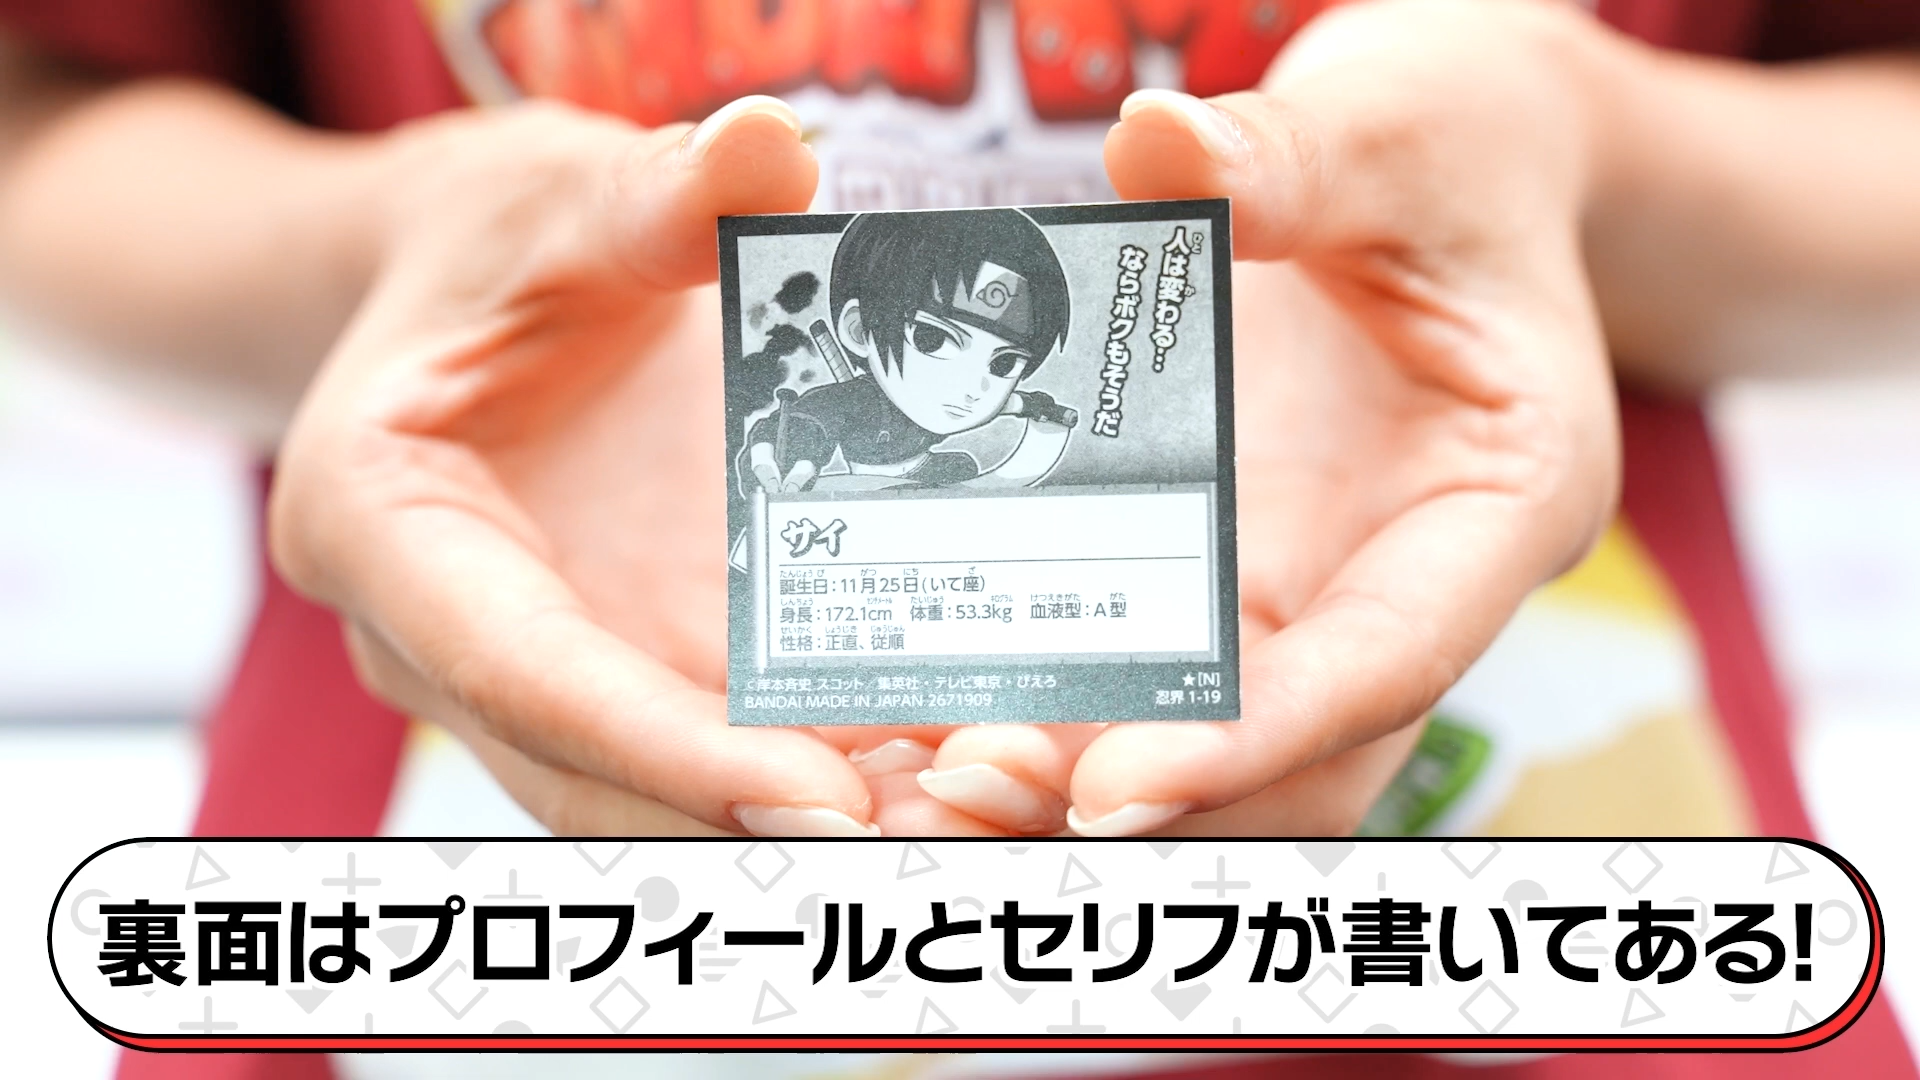 人は変わる…
ならボクもそうだ
サイ
誕生日:11月25日(いて座)
身長:172.1cm 体重:53.3kg 血液型:A型
性格:正直、従順
©岸本斉史 スコット/集英社・テレビ東京・ぴえろ
BANDAI MADE IN JAPAN 2671909
★[N]
忍界 1-19
裏面はプロフィールとセリフが書いてある!